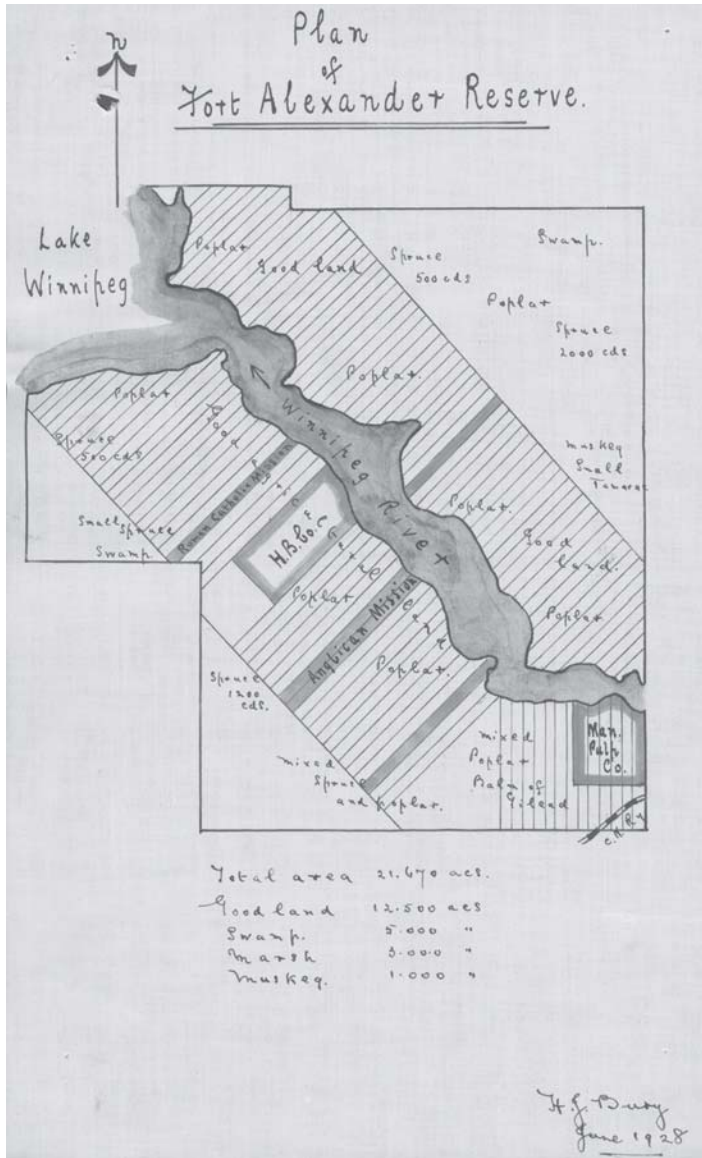 n
Plan
of
Fort Alexander Reserve.
Lake
Winnipeg
Poplar
Good land
Spruce
500 cds
Swamp.
Poplar
Spruce
2000 cds
Poplar
Poplar.
Good
Spruce
500 cds
Winnipeg River
muskeg
Small
Small Spruce
Swamp.
Roman Catholic Mission
H.B. Co.
Poplar.
Good
land.
Poplar
Poplar
Anglican Mission
Poplar.
Spruce
1200
cds.
mixed
Spruce
and poplar.
mixed
Poplar
Balm of
Gilead
Man.
Pulp
Co.
C.N.Ry
Total area 21.670 acs.
Good land 12.500 acs
Swamp. 5.000 "
Marsh 3.000 "
Muskeg. 1.000 "
H.J. Bury
June 1928